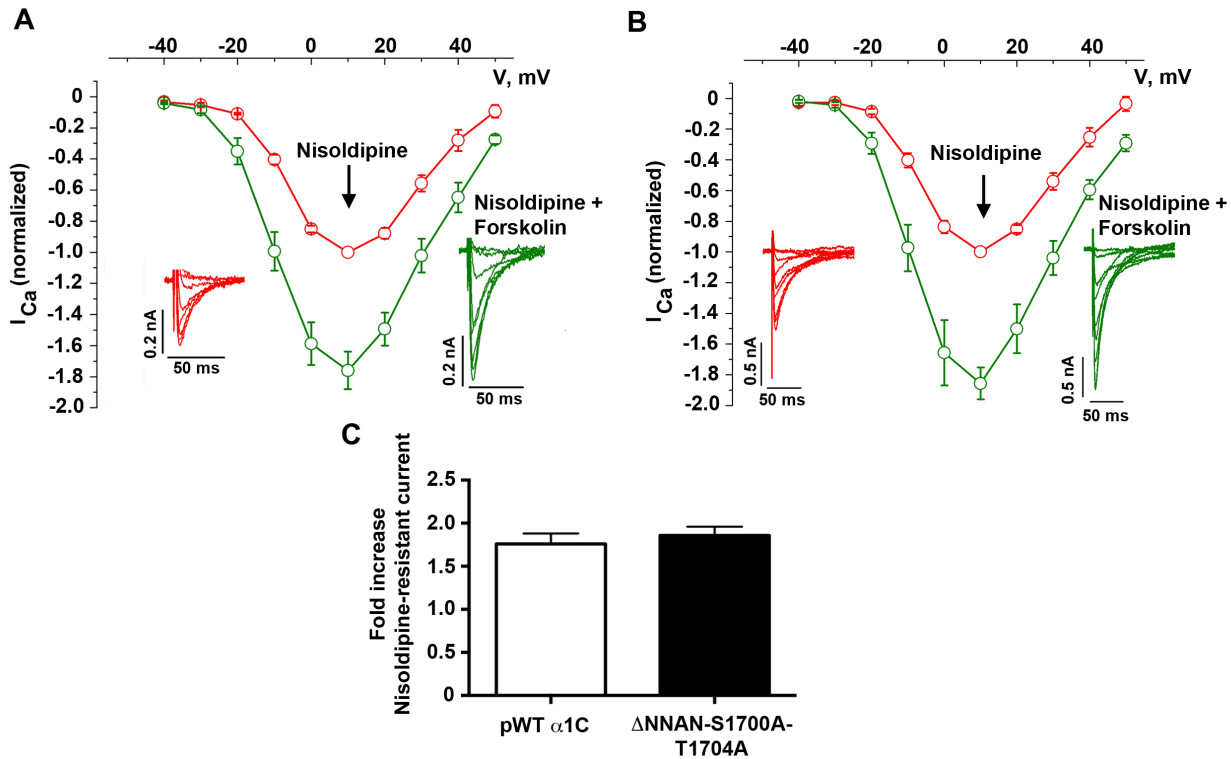 A
-40 -20 0 20 40
V, mV
0
-0.2
-0.4
-0.6
-0.8
-1.0
-1.2
-1.4
-1.6
-1.8
-2.0
I Ca (normalized)
Nisoldipine
Nisoldipine +
Forskolin
0.2 nA
50 ms
0.2 nA
50 ms
B
-40 -20 0 20 40
V, mV
0
-0.2
-0.4
-0.6
-0.8
-1.0
-1.2
-1.4
-1.6
-1.8
-2.0
I Ca (normalized)
Nisoldipine
Nisoldipine +
Forskolin
0.5 nA
50 ms
0.5 nA
50 ms
C
Fold increase
Nisoldipine-resistant current
2.5
2.0
1.5
1.0
0.5
0
pWT α1C
ΔNNAN-S1700A-
T1704A